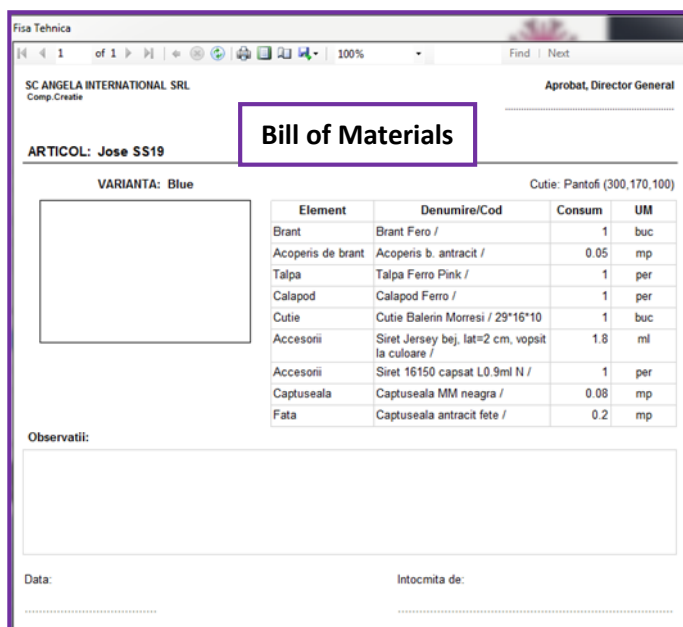 Fisa Tehnica
1 of 1 100% Find | Next
SC ANGELA INTERNATIONAL SRL Aprobat, Director General
Comp.Creatie
Bill of Materials
ARTICOL: Jose SS19
VARIANTA: Blue Cutie: Pantofi (300,170,100)
Element Denumire/Cod Consum UM
Brant Brant Fero / 1 buc
Acoperis de brant Acoperis b. antracit / 0.05 mp
Talpa Talpa Ferro Pink / 1 per
Calapod Calapod Ferro / 1 per
Cutie Cutie Balerin Morresi / 29*16*10 1 buc
Accesorii Siret Jersey bej, lat=2 cm, vopsit 1.8 ml
la culoare /
Accesorii Siret 16150 capsat L0.9ml N / 1 per
Captuseala Captuseala MM neagra / 0.08 mp
Fata Captuseala antracit fete / 0.2 mp
Observatii:
Data: Intocmita de: